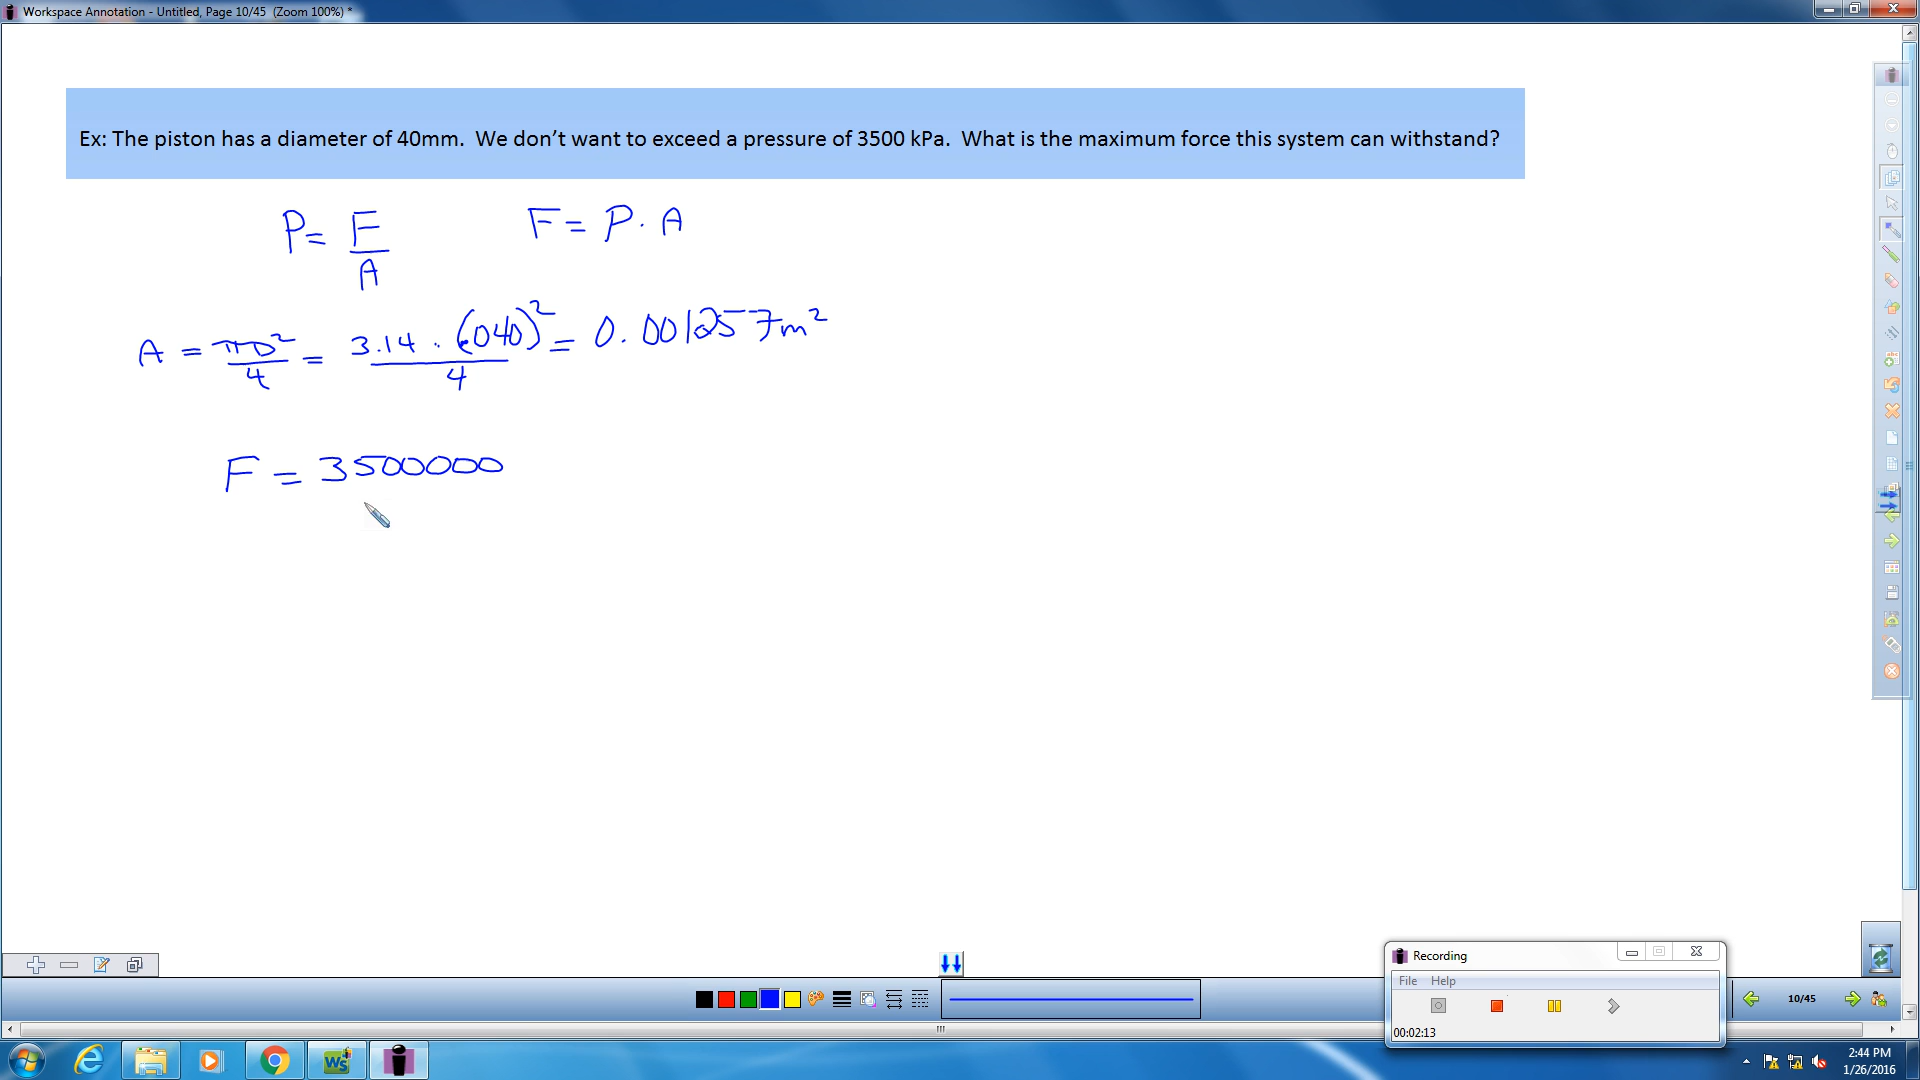 Workspace Annotation - Untitled, Page 10/45 (Zoom 100%) *
Ex: The piston has a diameter of 40mm. We don't want to exceed a pressure of 3500 kPa. What is the maximum force this system can withstand?
P = F/A F = P · A
A = πD²/4 = 3.14 · (.040)²/4 = 0.001257m²
F = 3500000
Recording
File Help
00:02:13
10/45
WS
2:44 PM
1/26/2016